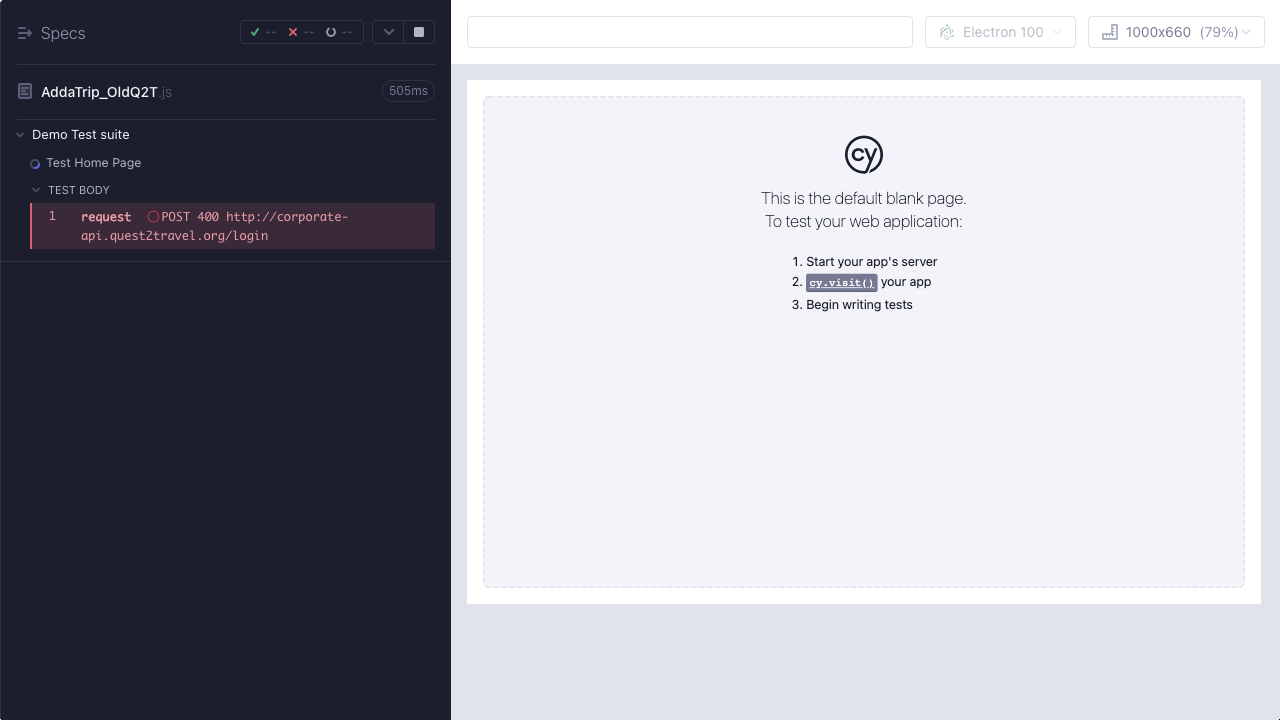 Specs
-- -- --
AddaTrip_OldQ2T.js 505ms
Demo Test suite
Test Home Page
TEST BODY
1 request POST 400 http://corporate-
api.quest2travel.org/login
Electron 100
1000x660 (79%)
cy
This is the default blank page.
To test your web application:
1. Start your app's server
2. cy.visit() your app
3. Begin writing tests